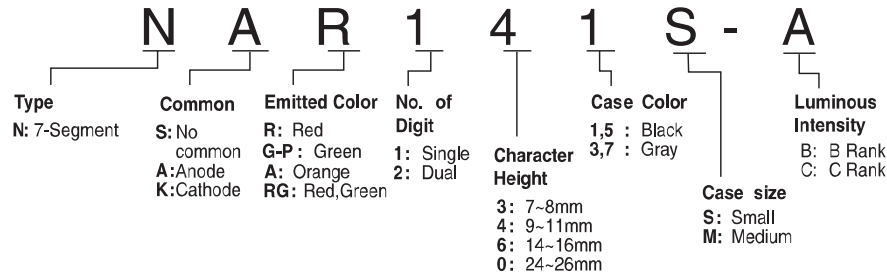 N A R 1 4 1 S - A
Type
N: 7-Segment
Common
S: No
common
A:Anode
K:Cathode
Emitted Color
R: Red
G-P : Green
A: Orange
RG: Red,Green
No. of
Digit
1: Single
2: Dual
Character
Height
3: 7~8mm
4: 9~11mm
6: 14~16mm
0: 24~26mm
Case Color
1,5 : Black
3,7 : Gray
Case size
S: Small
M: Medium
Luminous
Intensity
B: B Rank
C: C Rank